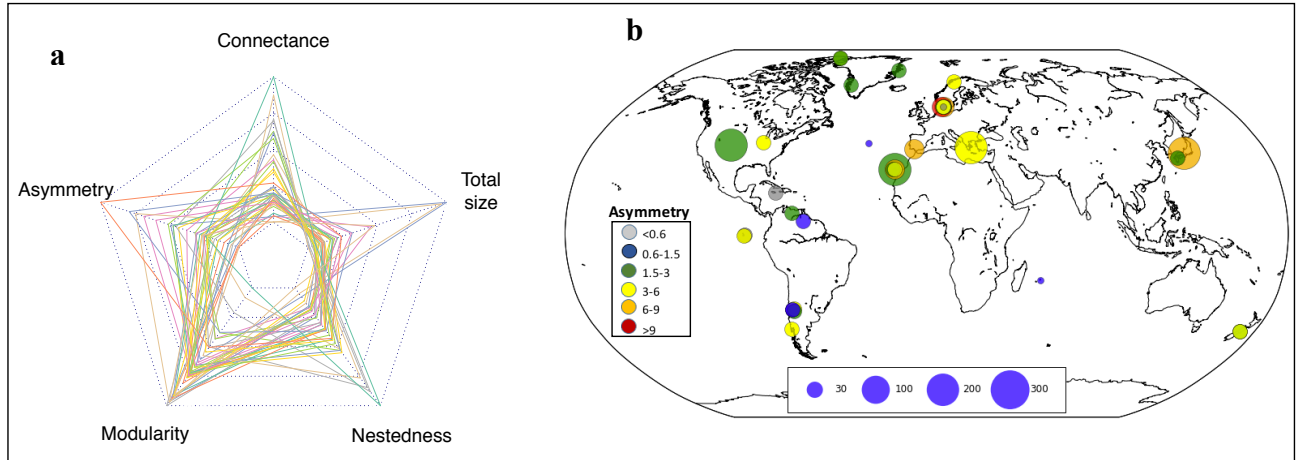 a
Connectance
Asymmetry
Total
size
Modularity
Nestedness
b
Asymmetry
<0.6
0.6-1.5
1.5-3
3-6
6-9
>9
30 100 200 300